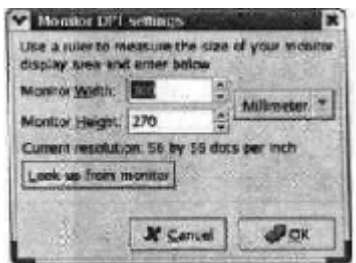 Monitor DPI settings
Use a ruler to measure the size of your monitor
display area and enter below
Monitor Width: Millimeter
Monitor Height: 270
Current resolution: 56 by 56 dots per inch
Look up from monitor
Cancel OK